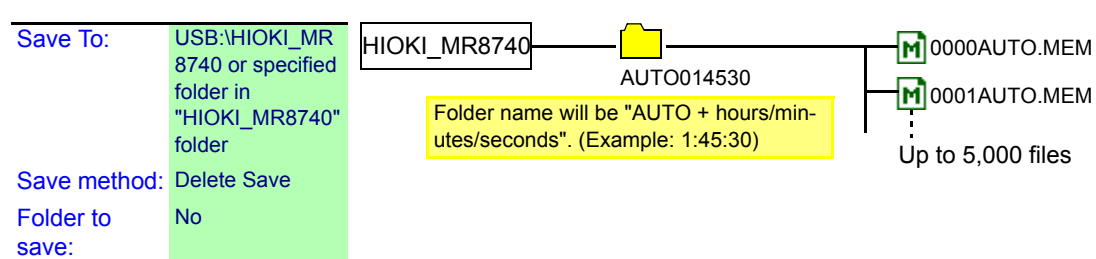 Save To:
USB:\HIOKI_MR
8740 or specified
folder in
"HIOKI_MR8740"
folder
Save method:
Delete Save
Folder to
save:
No
HIOKI_MR8740
AUTO014530
Folder name will be "AUTO + hours/min-
utes/seconds". (Example: 1:45:30)
M 0000AUTO.MEM
M 0001AUTO.MEM
Up to 5,000 files